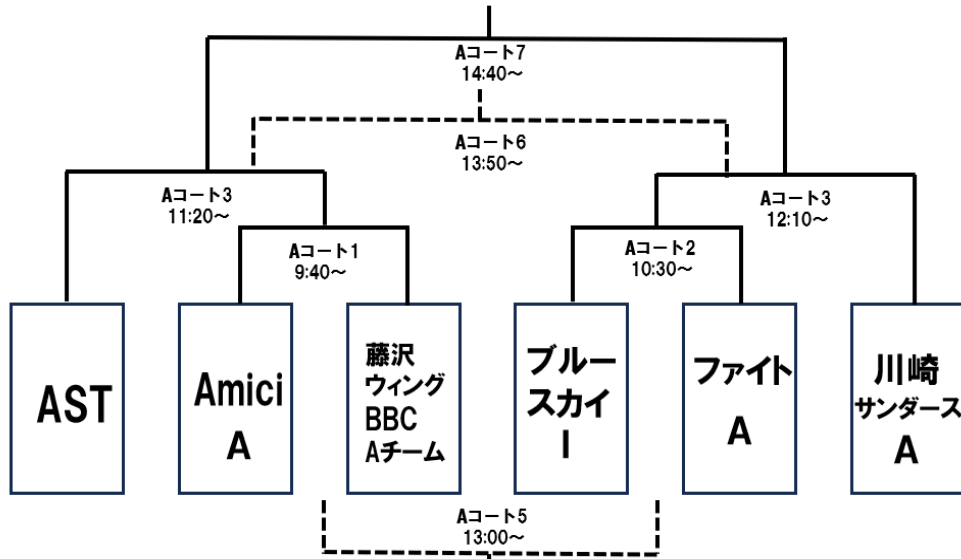 Aコート7
14:40～
Aコート6
13:50～
Aコート3
11:20～
Aコート3
12:10～
Aコート1
9:40～
Aコート2
10:30～
AST
Amici
A
藤沢
ウィング
BBC
Aチーム
ブルー
スカイ
I
ファイト
A
川崎
サンダース
A
Aコート5
13:00～